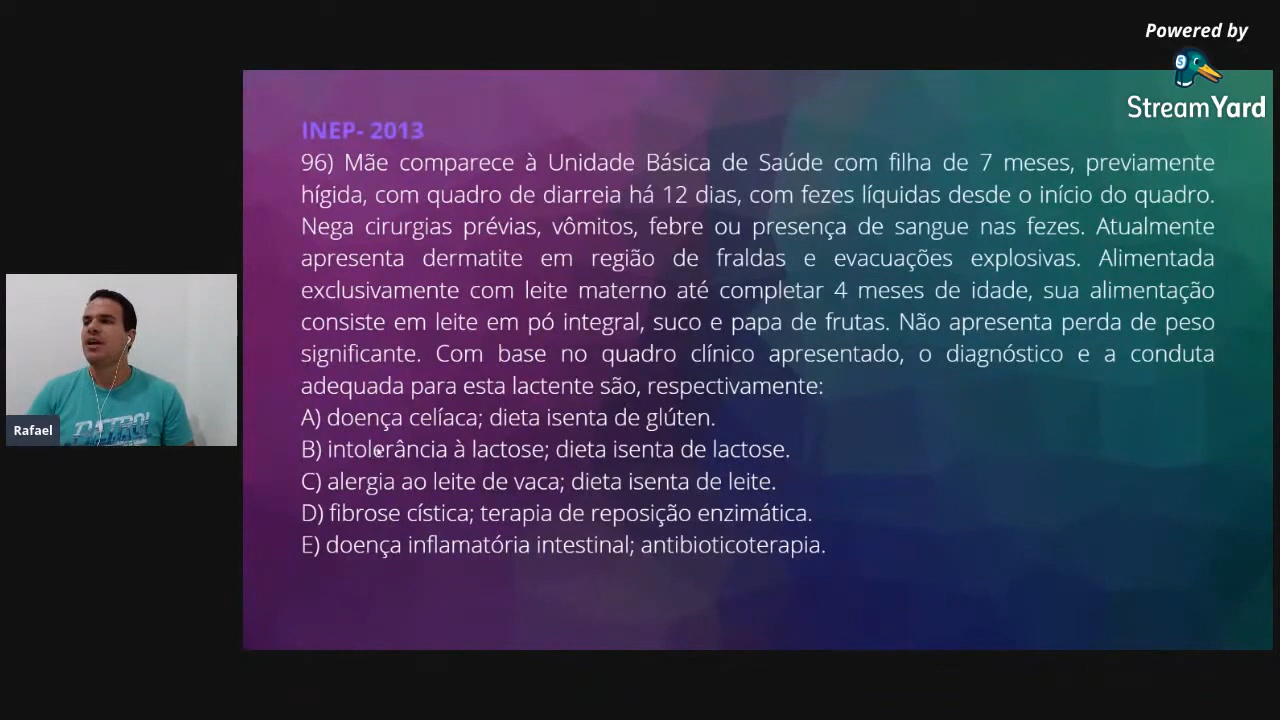 Powered by
StreamYard
INEP- 2013
96) Mãe comparece à Unidade Básica de Saúde com filha de 7 meses, previamente
hígida, com quadro de diarreia há 12 dias, com fezes líquidas desde o início do quadro.
Nega cirurgias prévias, vômitos, febre ou presença de sangue nas fezes. Atualmente
apresenta dermatite em região de fraldas e evacuações explosivas. Alimentada
exclusivamente com leite materno até completar 4 meses de idade, sua alimentação
consiste em leite em pó integral, suco e papa de frutas. Não apresenta perda de peso
significante. Com base no quadro clínico apresentado, o diagnóstico e a conduta
adequada para esta lactente são, respectivamente:
A) doença celíaca; dieta isenta de glúten.
B) intolerância à lactose; dieta isenta de lactose.
C) alergia ao leite de vaca; dieta isenta de leite.
D) fibrose cística; terapia de reposição enzimática.
E) doença inflamatória intestinal; antibioticoterapia.
Rafael